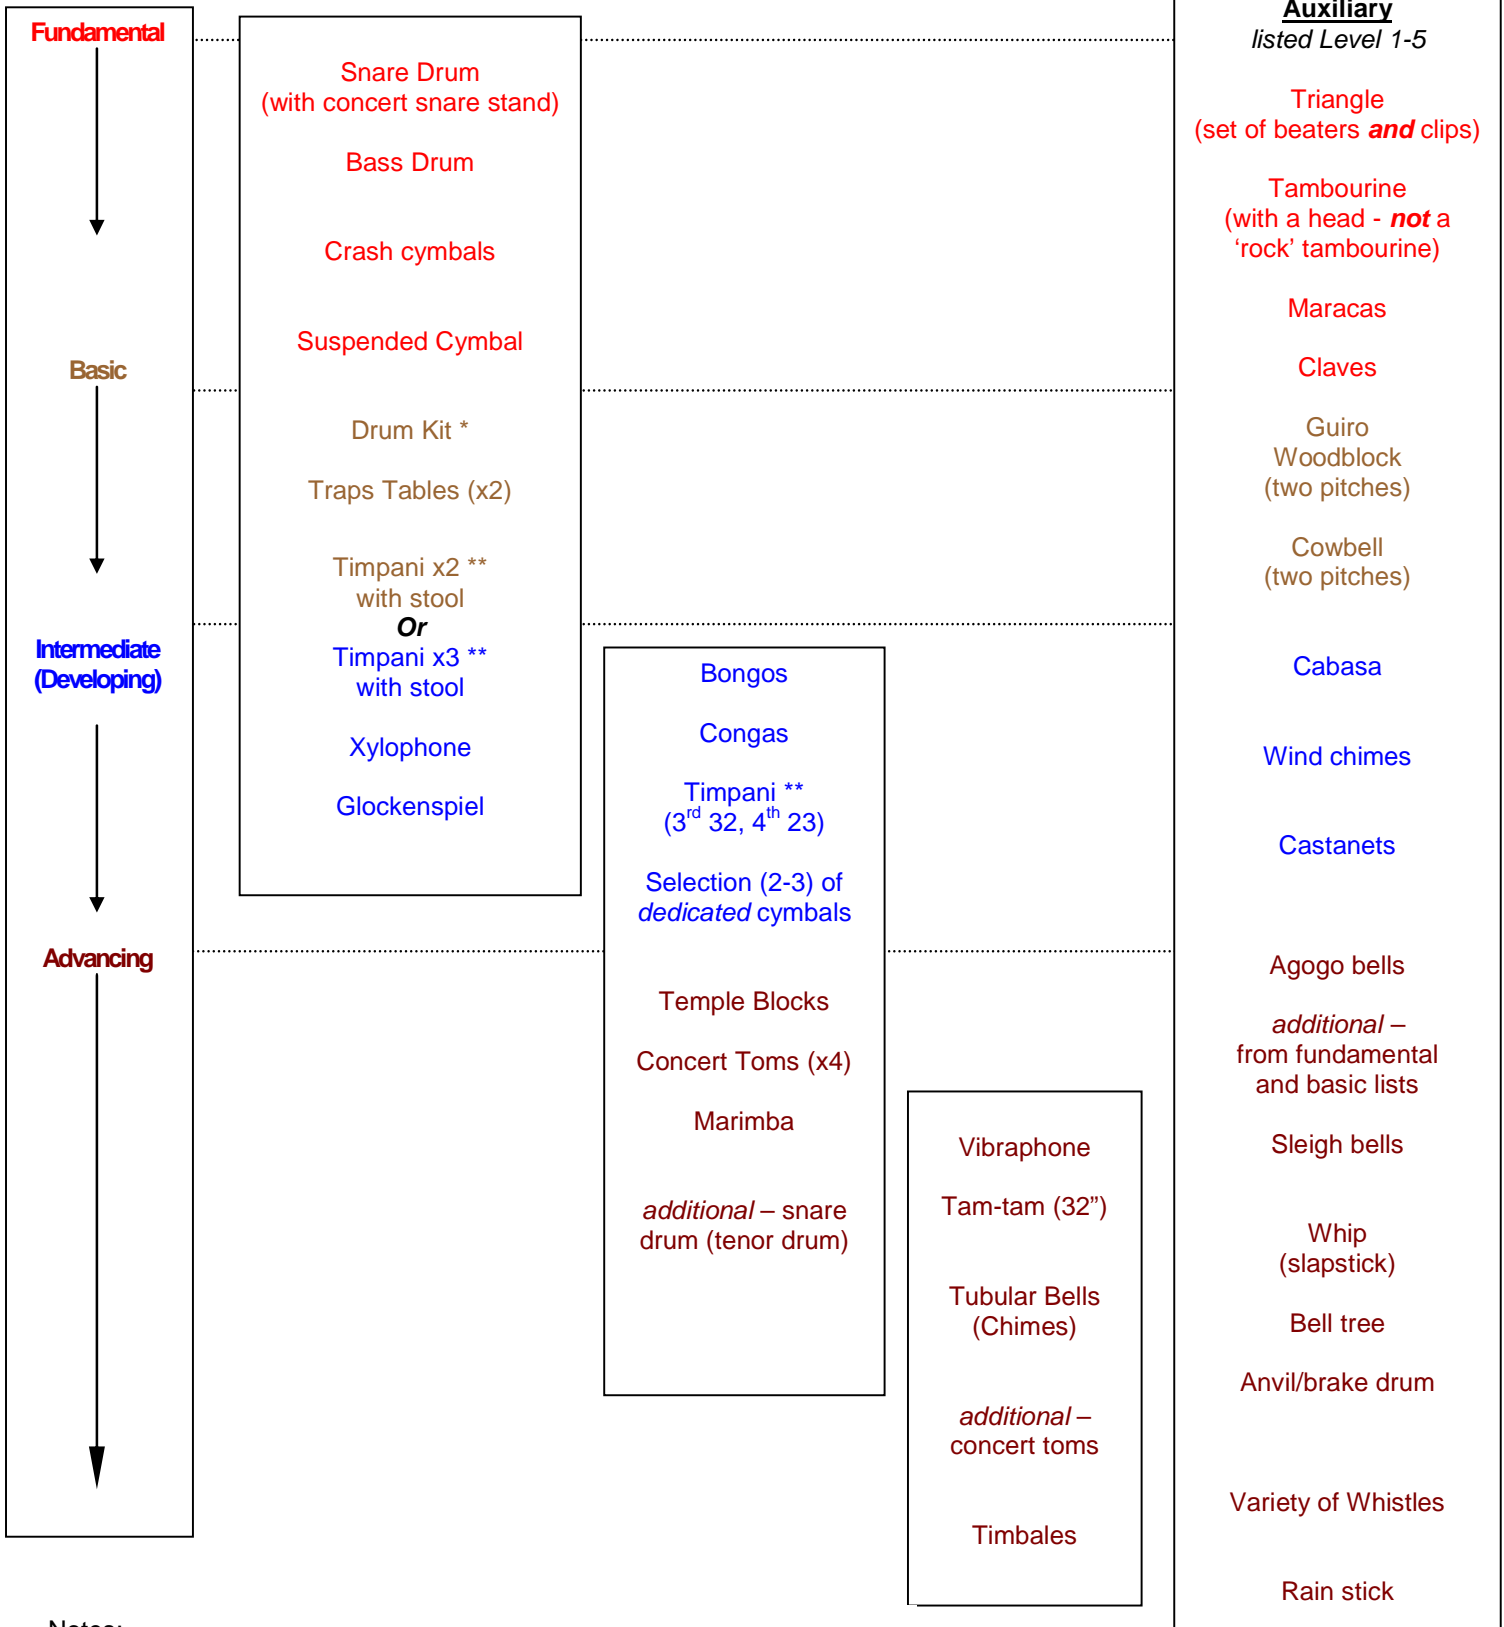 Fundamental
Basic
Intermediate
(Developing)
Advancing
Snare Drum
(with concert snare stand)
Bass Drum
Crash cymbals
Suspended Cymbal
Drum Kit *
Traps Tables (x2)
Timpani x2 **
with stool
Or
Timpani x3 **
with stool
Xylophone
Glockenspiel
Bongos
Congas
Timpani **
(3rd 32, 4th 23)
Selection (2-3) of
dedicated cymbals
Temple Blocks
Concert Toms (x4)
Marimba
additional – snare
drum (tenor drum)
Vibraphone
Tam-tam (32”)
Tubular Bells
(Chimes)
additional –
concert toms
Timbales
Auxiliary
listed Level 1-5
Triangle
(set of beaters and clips)
Tambourine
(with a head - not a
‘rock’ tambourine)
Maracas
Claves
Guiro
Woodblock
(two pitches)
Cowbell
(two pitches)
Cabasa
Wind chimes
Castanets
Agogo bells
additional –
from fundamental
and basic lists
Sleigh bells
Whip
(slapstick)
Bell tree
Anvil/brake drum
Variety of Whistles
Rain stick
Notes: